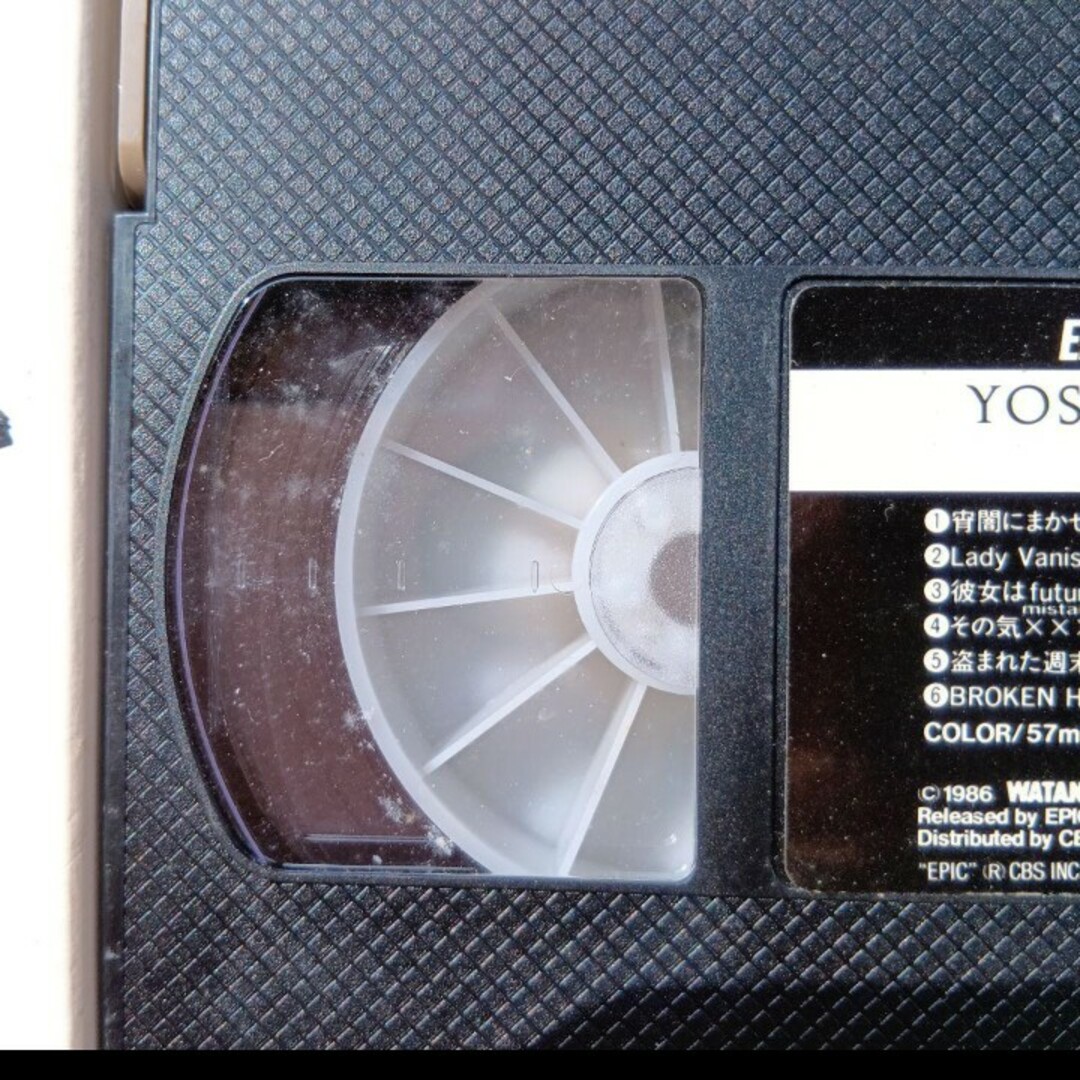 E
YOS
❶宵闇にまかせ
❷Lady Vanis
❸彼女はfutur
mista
❹その気×××
❺盗まれた週末
❻BROKEN H
COLOR/57m
©1986 WATAN
Released by EPIC
Distributed by CB
"EPIC" Ⓡ CBS INC